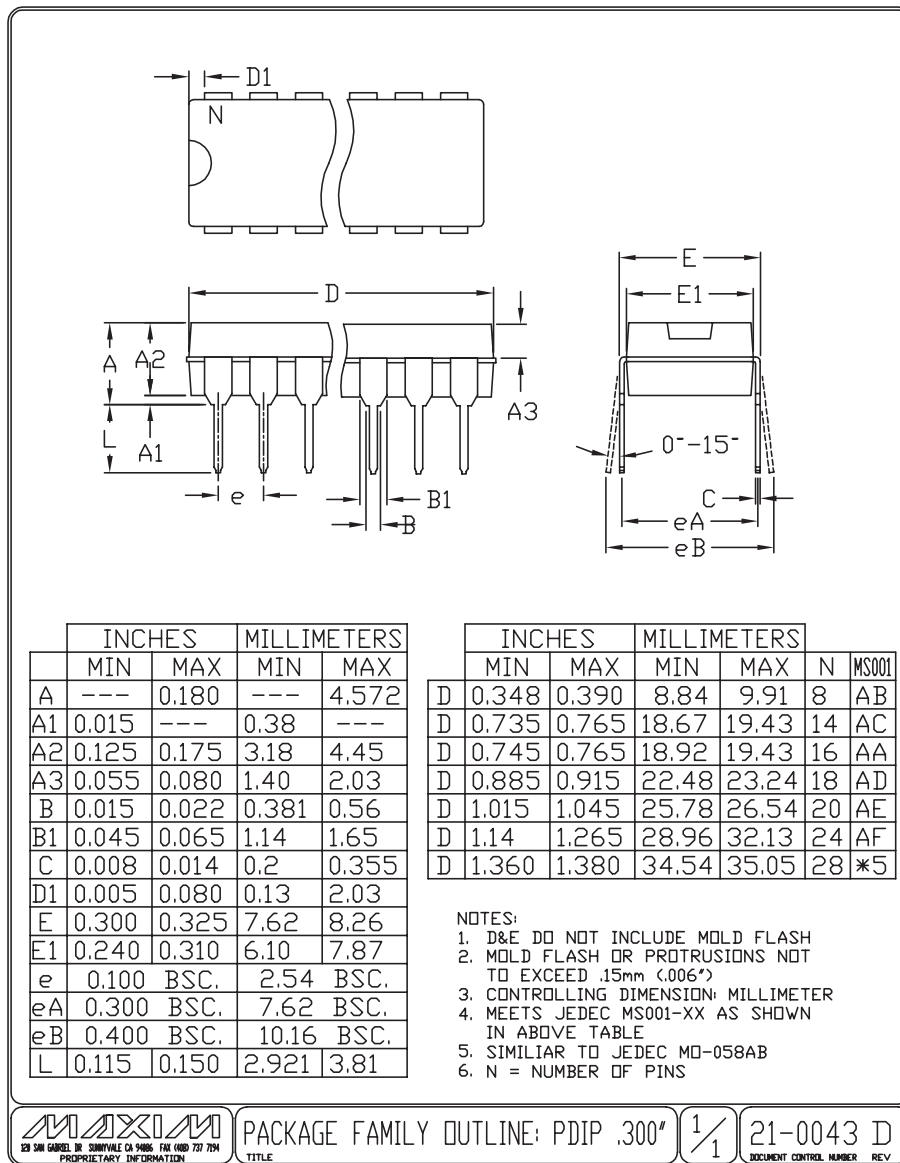 D1
N
E
D
E1
A
A2
A3
L
A1
0°-15°
e
B1
B
C
eA
eB
INCHES MILLIMETERS
MIN MAX MIN MAX
A --- 0.180 --- 4.572
A1 0.015 --- 0.38 ---
A2 0.125 0.175 3.18 4.45
A3 0.055 0.080 1.40 2.03
B 0.015 0.022 0.381 0.56
B1 0.045 0.065 1.14 1.65
C 0.008 0.014 0.2 0.355
D1 0.005 0.080 0.13 2.03
E 0.300 0.325 7.62 8.26
E1 0.240 0.310 6.10 7.87
e 0.100 BSC. 2.54 BSC.
eA 0.300 BSC. 7.62 BSC.
eB 0.400 BSC. 10.16 BSC.
L 0.115 0.150 2.921 3.81
INCHES MILLIMETERS
MIN MAX MIN MAX N MS001
D 0.348 0.390 8.84 9.91 8 AB
D 0.735 0.765 18.67 19.43 14 AC
D 0.745 0.765 18.92 19.43 16 AA
D 0.885 0.915 22.48 23.24 18 AD
D 1.015 1.045 25.78 26.54 20 AE
D 1.14 1.265 28.96 32.13 24 AF
D 1.360 1.380 34.54 35.05 28 *5
NOTES:
1. D&E DO NOT INCLUDE MOLD FLASH
2. MOLD FLASH OR PROTRUSIONS NOT
TO EXCEED .15mm (.006")
3. CONTROLLING DIMENSION: MILLIMETER
4. MEETS JEDEC MS001-XX AS SHOWN
IN ABOVE TABLE
5. SIMILIAR TO JEDEC MO-058AB
6. N = NUMBER OF PINS
MAXIM
120 SAN GABRIEL DR SUNNYVALE CA 94086 FAX (408) 737 7194
PROPRIETARY INFORMATION
PACKAGE FAMILY OUTLINE: PDIP .300"
TITLE
1/1
21-0043 D
DOCUMENT CONTROL NUMBER REV